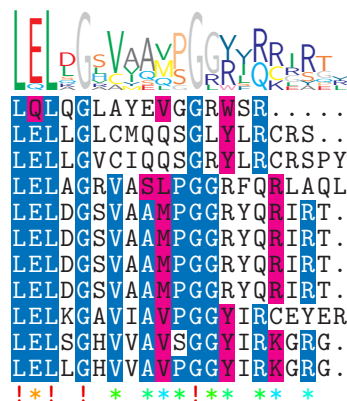 LQLQGLAYEVGGRWSR.....
LELLGLCMQQSGLYLRCRS..
LELLGVCIQQSGRYLRCRSPY
LELAGRVASLPGGRFQRLAQL
LELDGSVAAMPGGRYQRIRT.
LELDGSVAAMPGGRYQRIRT.
LELDGSVAAMPGGRYQRIRT.
LELDGSVAAMPGGRYQRIRT.
LELKGAVIAVPGGYIRCEYER
LELSGHVVAVSGGYIRKGRG.
LELLGHVVAVPGGYIRKGRG.
!*! ! * ***!** ** *